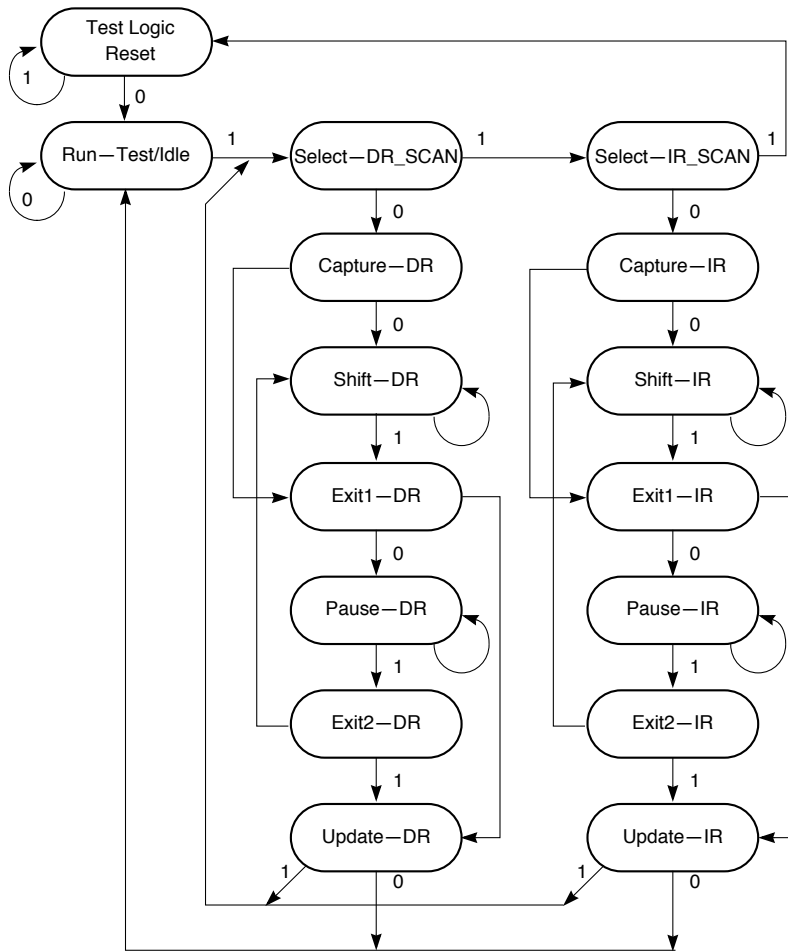 Test Logic
Reset
1
0
Run—Test/Idle
1
Select—DR_SCAN
1
Select—IR_SCAN
1
0
0
0
Capture—DR
Capture—IR
0
0
Shift—DR
Shift—IR
1
1
Exit1—DR
Exit1—IR
0
0
Pause—DR
Pause—IR
1
1
Exit2—DR
Exit2—IR
1
1
Update—DR
Update—IR
1
0
1
0